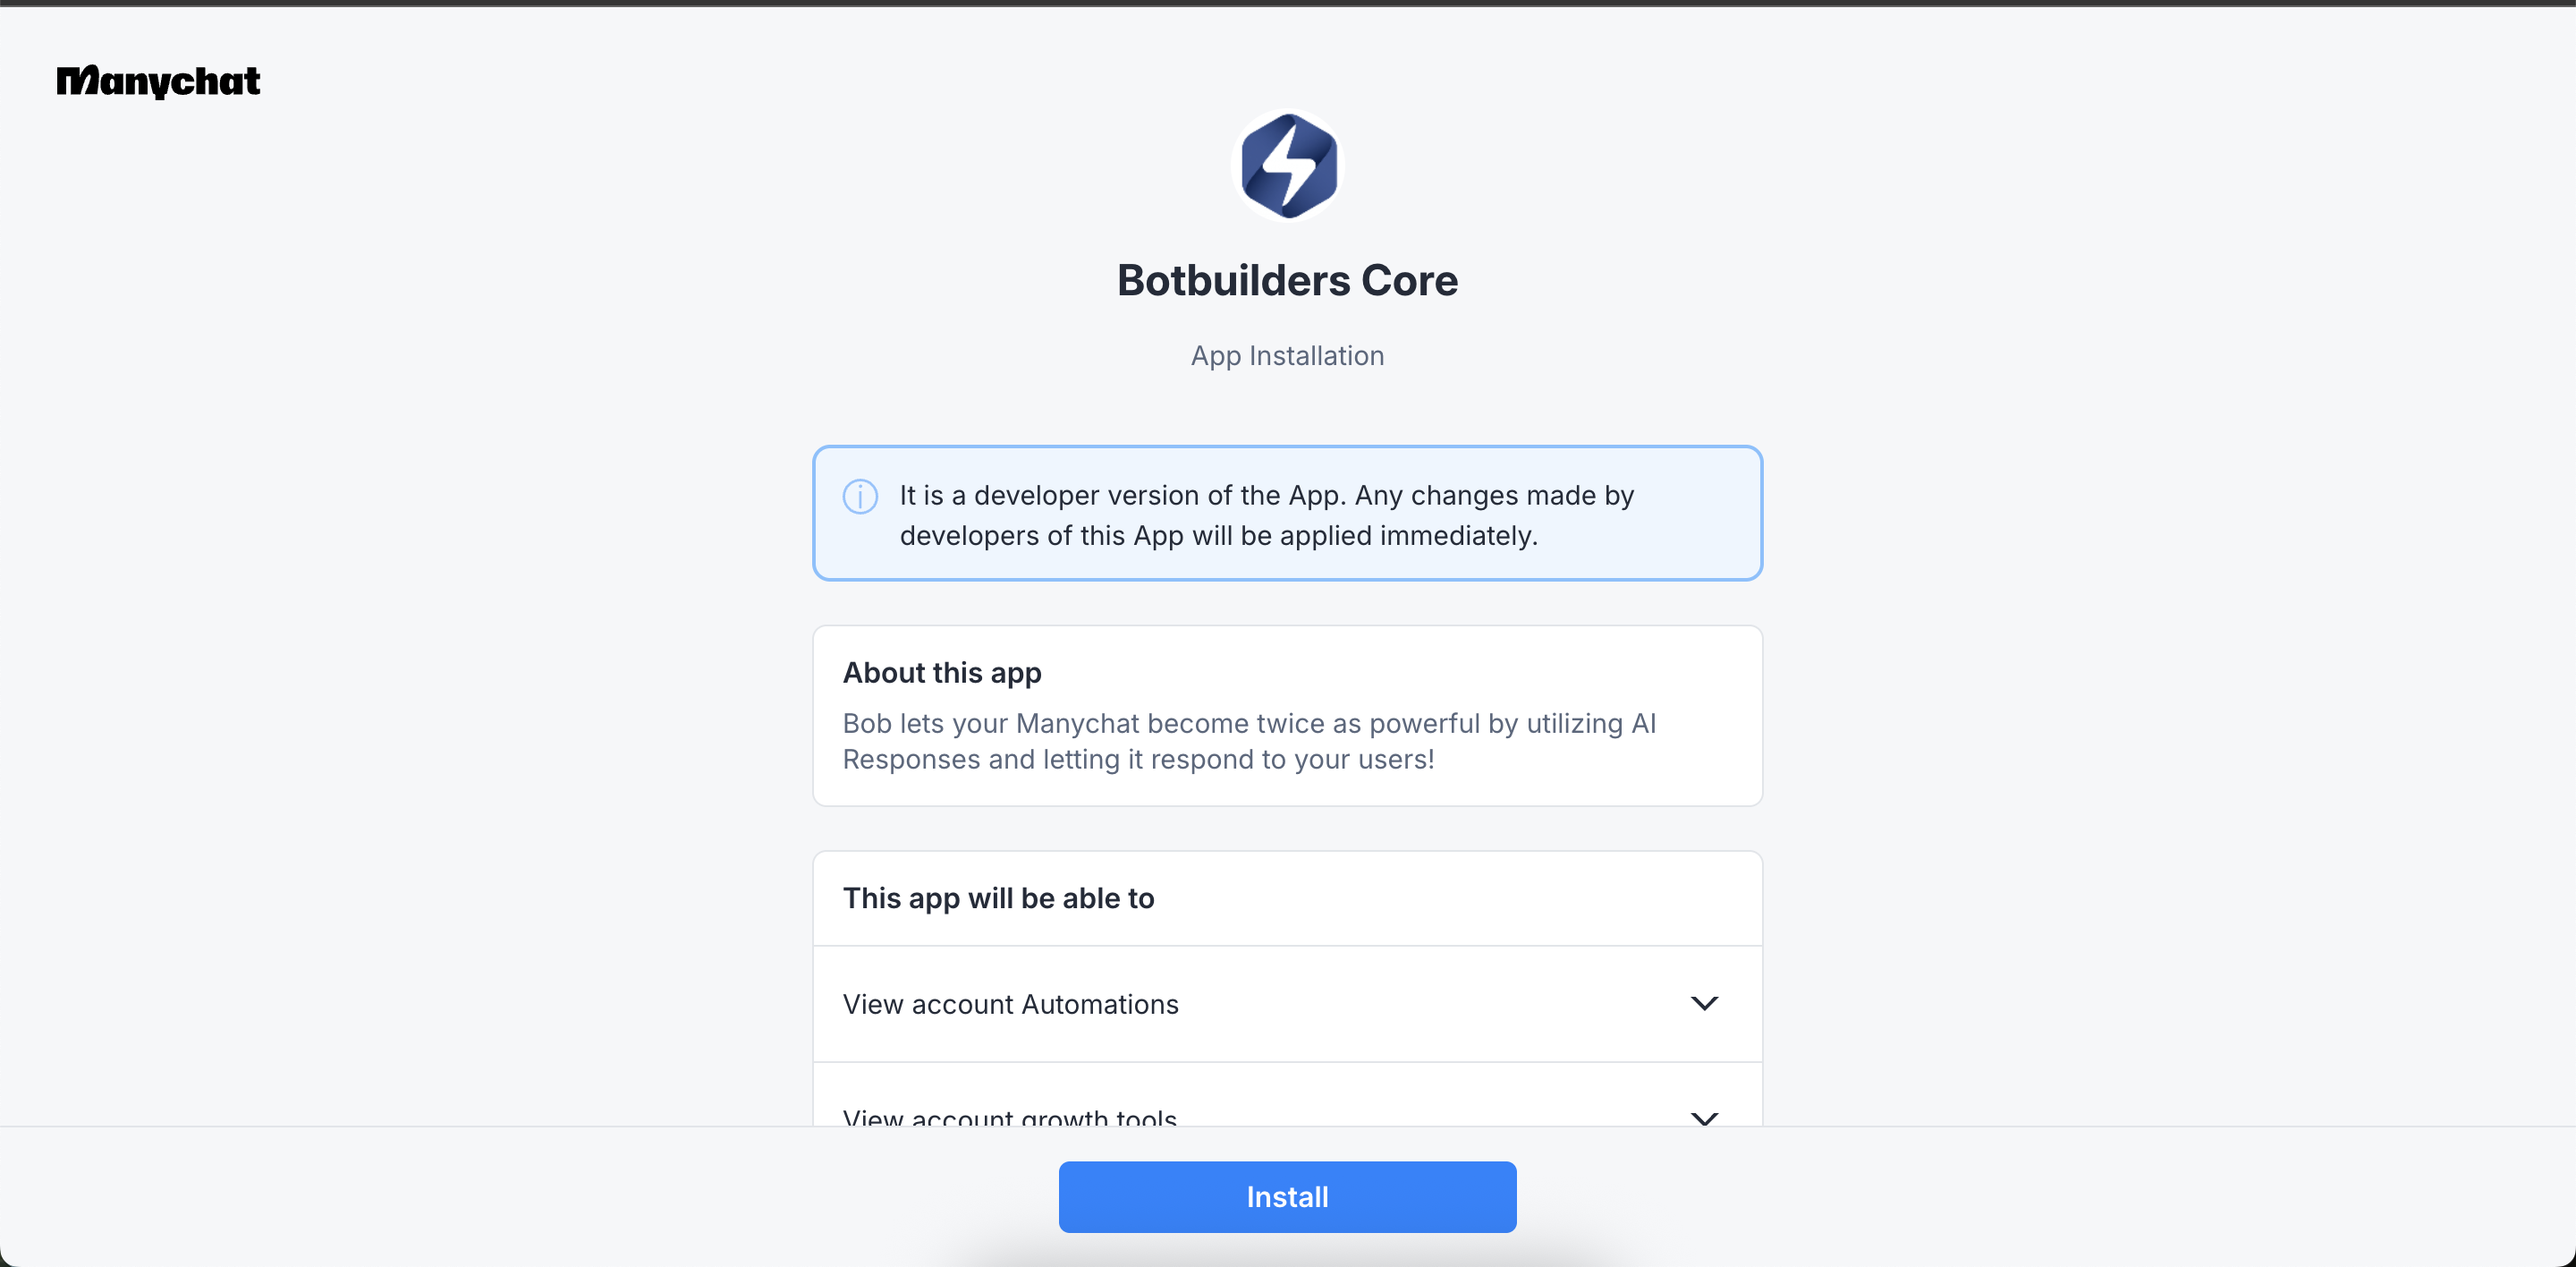 Manychat
Botbuilders Core
App Installation
It is a developer version of the App. Any changes made by
developers of this App will be applied immediately.
About this app
Bob lets your Manychat become twice as powerful by utilizing AI
Responses and letting it respond to your users!
This app will be able to
View account Automations
View account growth tools
Install